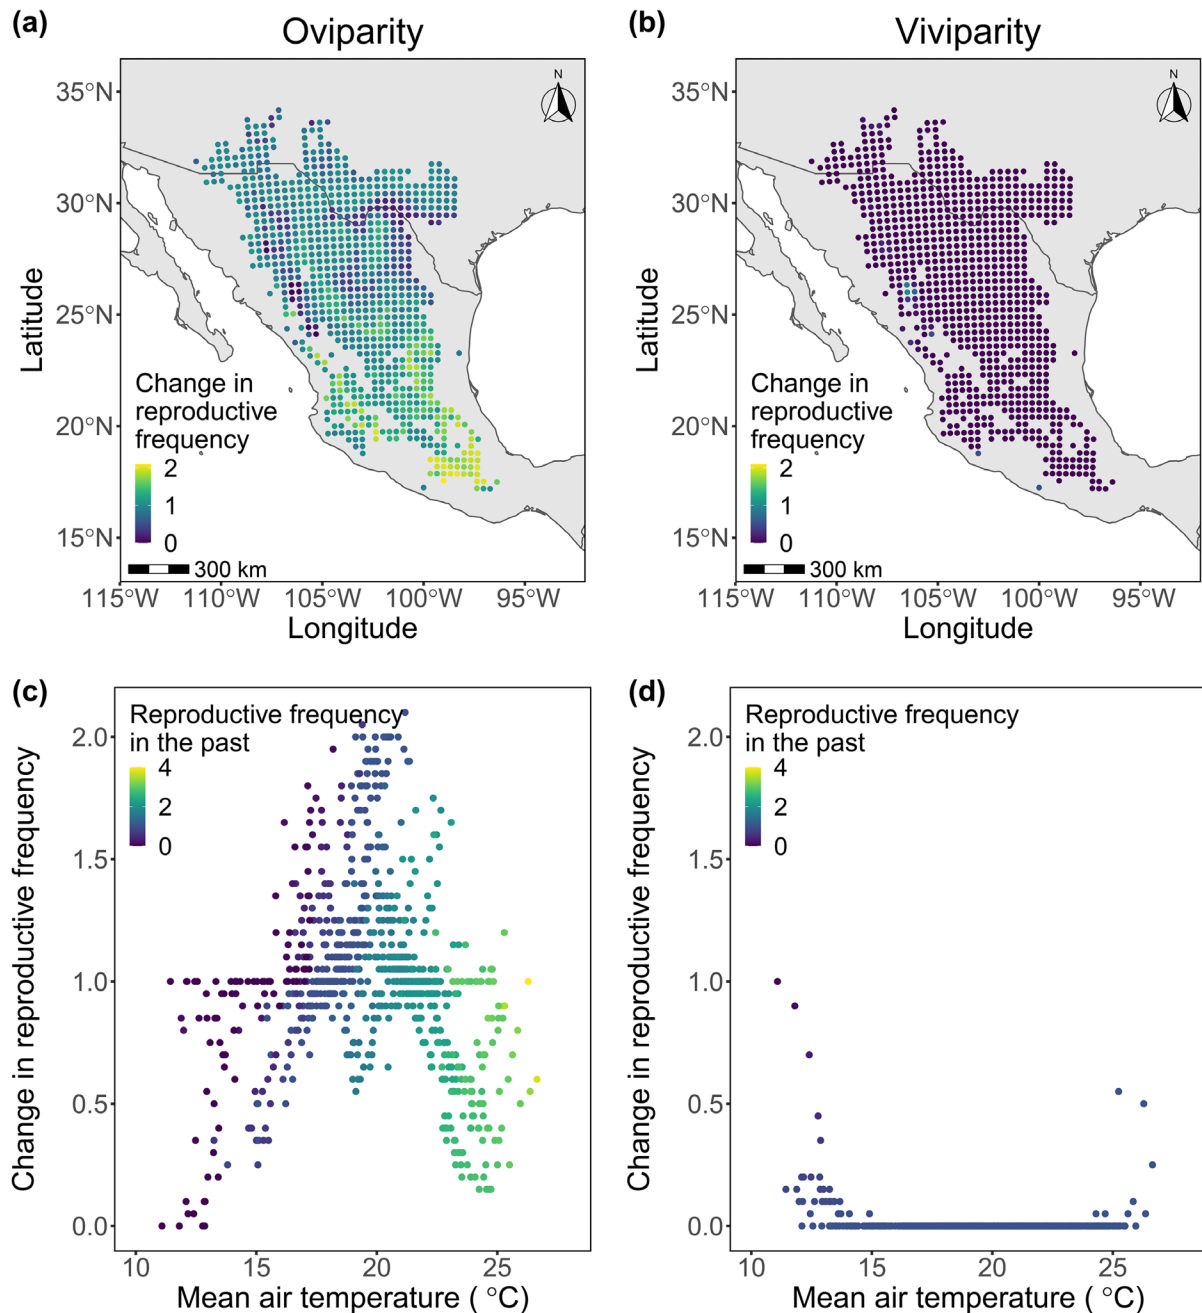 (a)
Oviparity
N
35°N
30°N
25°N
20°N
15°N
Latitude
Change in
reproductive
frequency
2
1
0
300 km
115°W 110°W 105°W 100°W 95°W
Longitude
(b)
Viviparity
N
35°N
30°N
25°N
20°N
15°N
Latitude
Change in
reproductive
frequency
2
1
0
300 km
115°W 110°W 105°W 100°W 95°W
Longitude
(c)
Reproductive frequency
in the past
4
2
0
Change in reproductive frequency
2.0
1.5
1.0
0.5
0.0
10 15 20 25
Mean air temperature ( °C)
(d)
Reproductive frequency
in the past
4
2
0
Change in reproductive frequency
2.0
1.5
1.0
0.5
0.0
10 15 20 25
Mean air temperature ( °C)